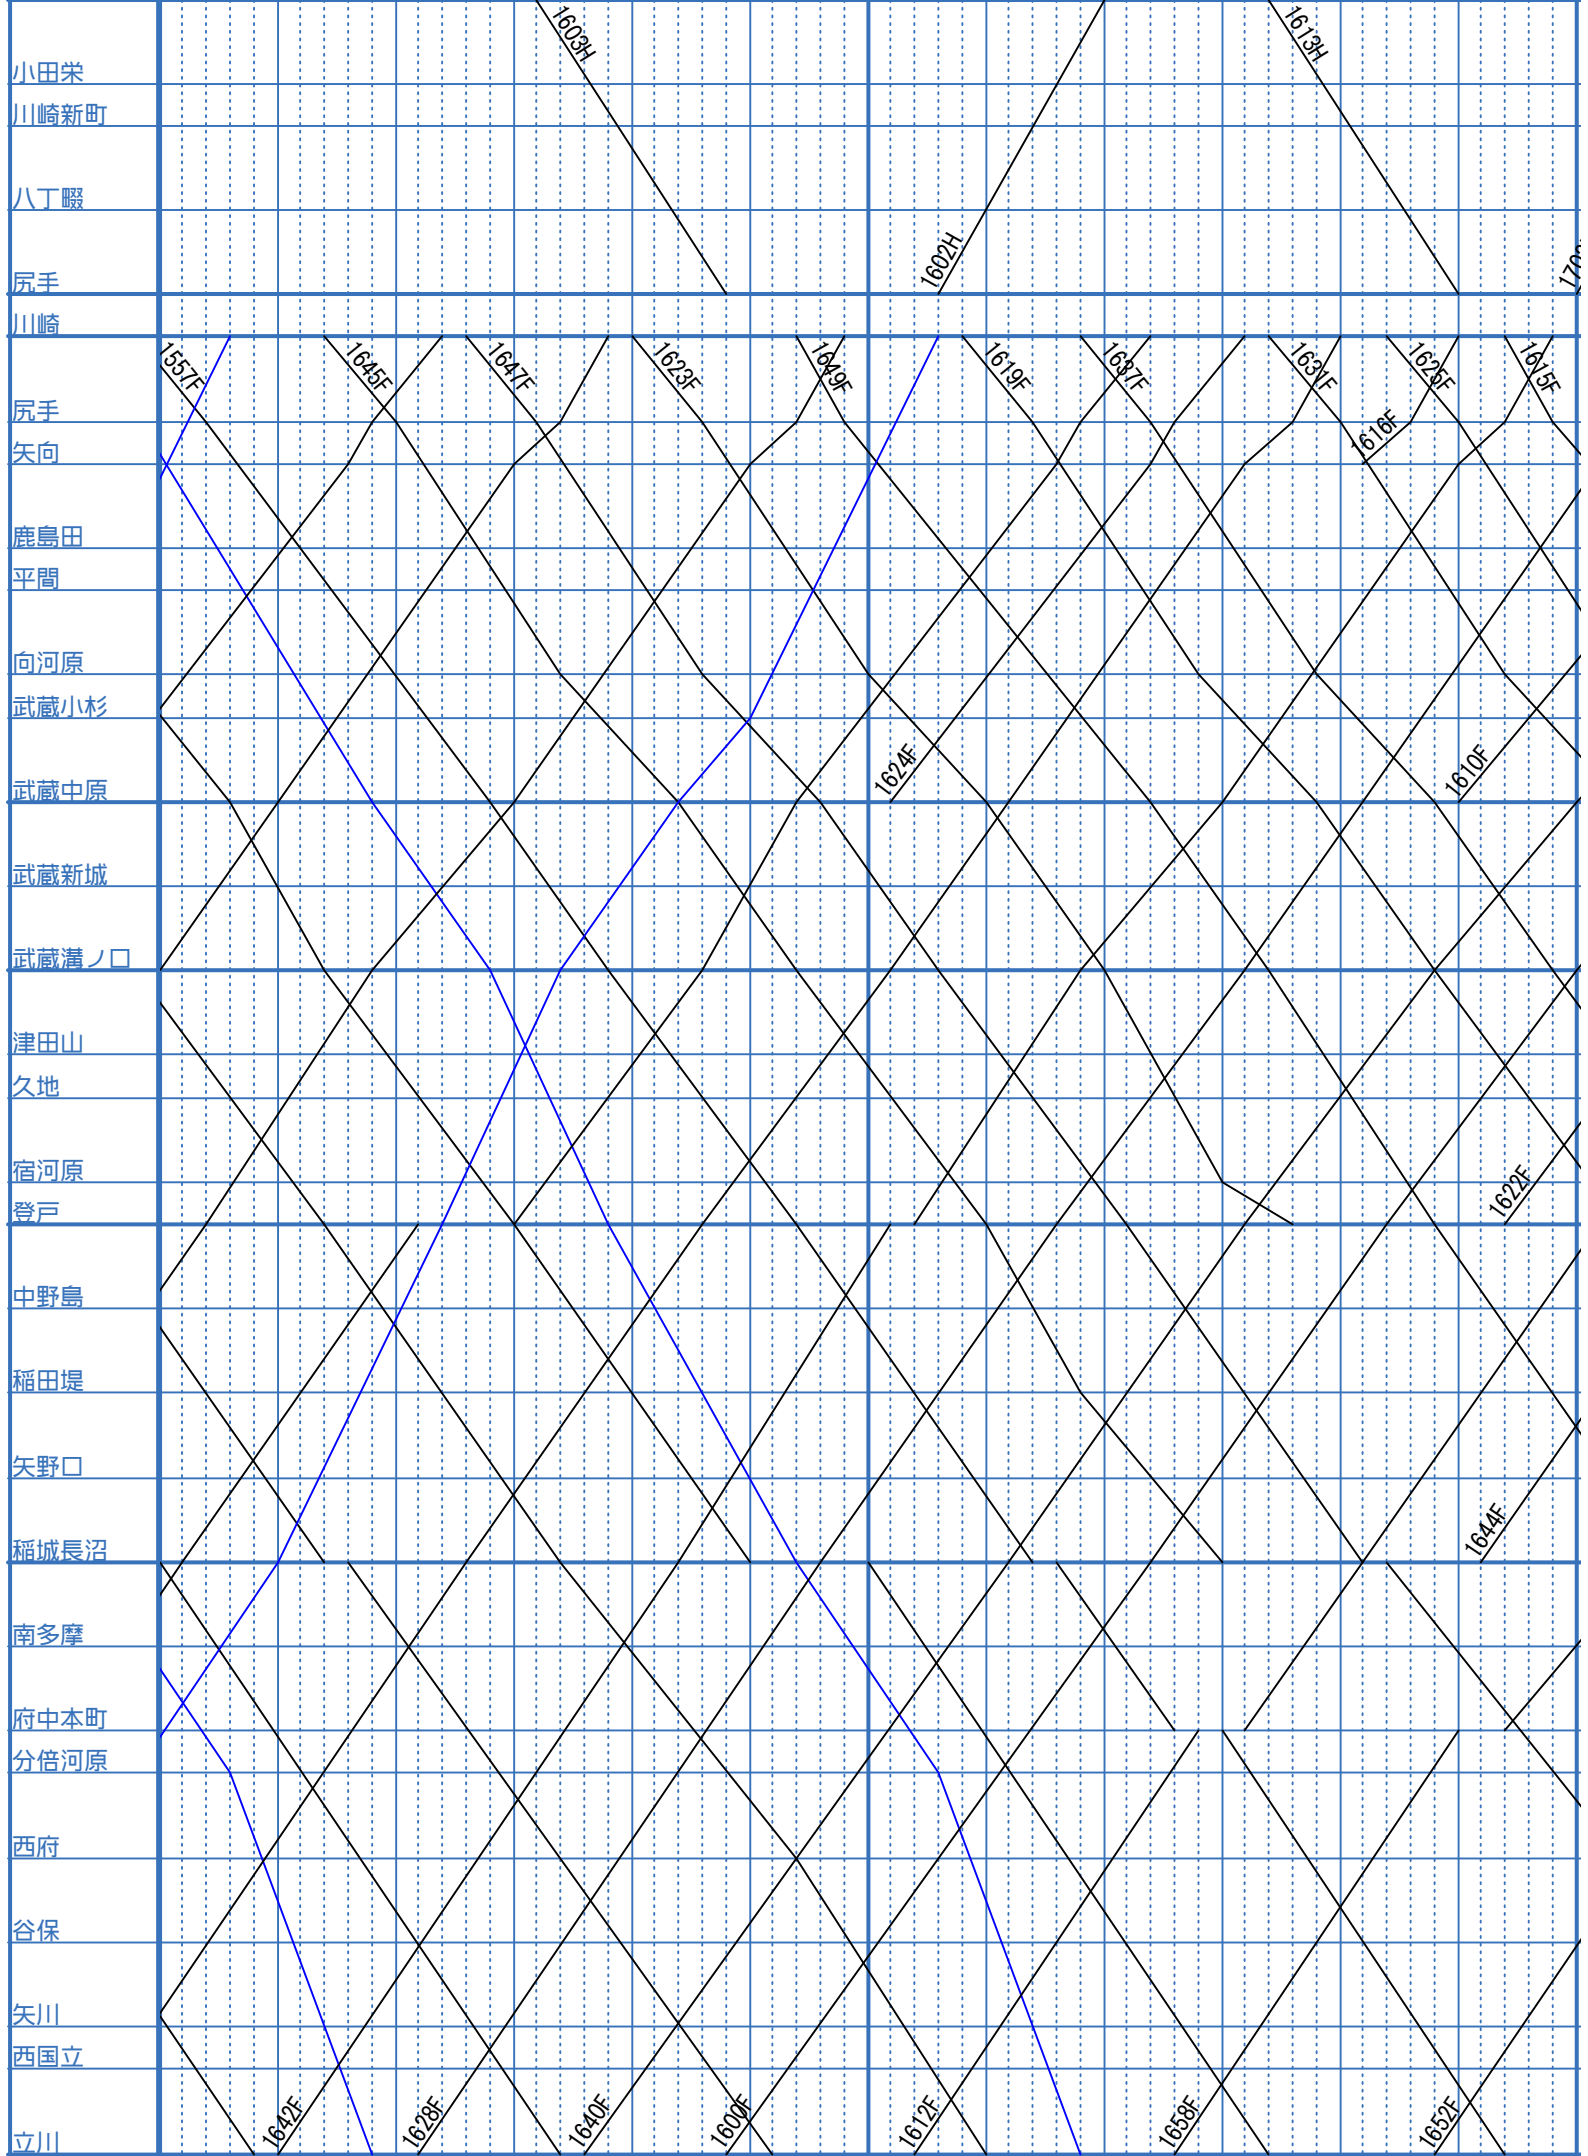 1603H
1613H
小田栄
川崎新町
八丁畷
1602H
尻手
川崎
1557F
1645F
1647F
1623F
1649F
1619F
1637F
1631F
1625F
1615F
尻手
1616F
矢向
鹿島田
平間
向河原
武蔵小杉
1624F
1610F
武蔵中原
武蔵新城
武蔵溝ノ口
津田山
久地
宿河原
1622F
登戸
中野島
稲田堤
矢野口
1644F
稲城長沼
南多摩
府中本町
分倍河原
西府
谷保
矢川
西国立
1642F
1628F
1640F
1600F
1612F
1658F
1652F
立川